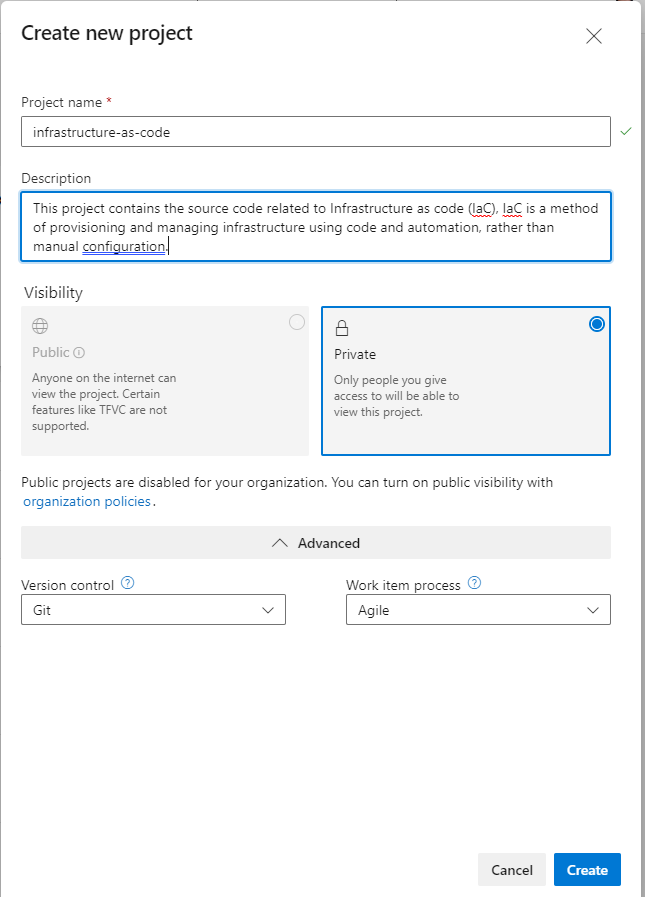 Create new project
Project name *
infrastructure-as-code
Description
This project contains the source code related to Infrastructure as code (IaC), IaC is a method
of provisioning and managing infrastructure using code and automation, rather than
manual configuration.
Visibility
Public
Anyone on the internet can
view the project. Certain
features like TFVC are not
supported.
Private
Only people you give
access to will be able to
view this project.
Public projects are disabled for your organization. You can turn on public visibility with
organization policies.
Advanced
Version control ?
Work item process ?
Git
Agile
Cancel
Create